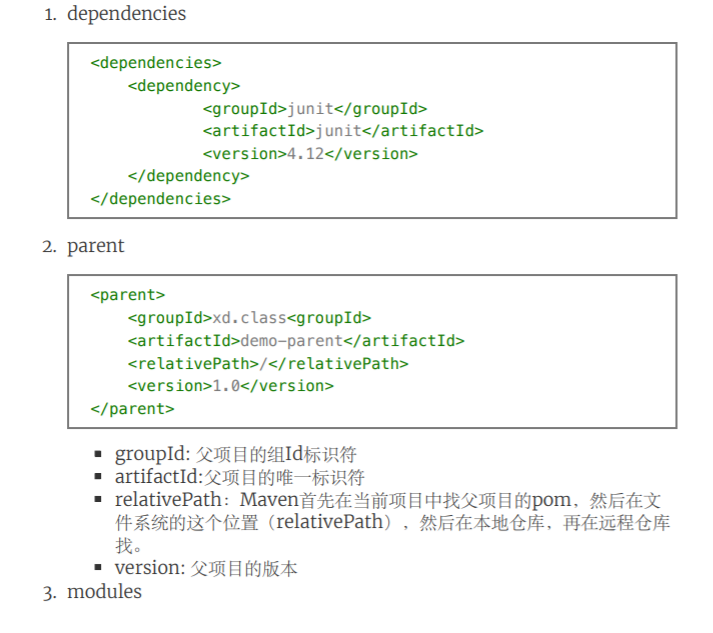 1. dependencies
<dependencies>
<dependency>
<groupId>junit</groupId>
<artifactId>junit</artifactId>
<version>4.12</version>
</dependency>
</dependencies>
2. parent
<parent>
<groupId>xd.class<groupId>
<artifactId>demo-parent</artifactId>
<relativePath>/</relativePath>
<version>1.0</version>
</parent>
▪ groupId: 父项目的组Id标识符
▪ artifactId:父项目的唯一标识符
▪ relativePath：Maven首先在当前项目中找父项目的pom，然后在文
件系统的这个位置（relativePath），然后在本地仓库，再在远程仓库
找。
▪ version: 父项目的版本
3. modules